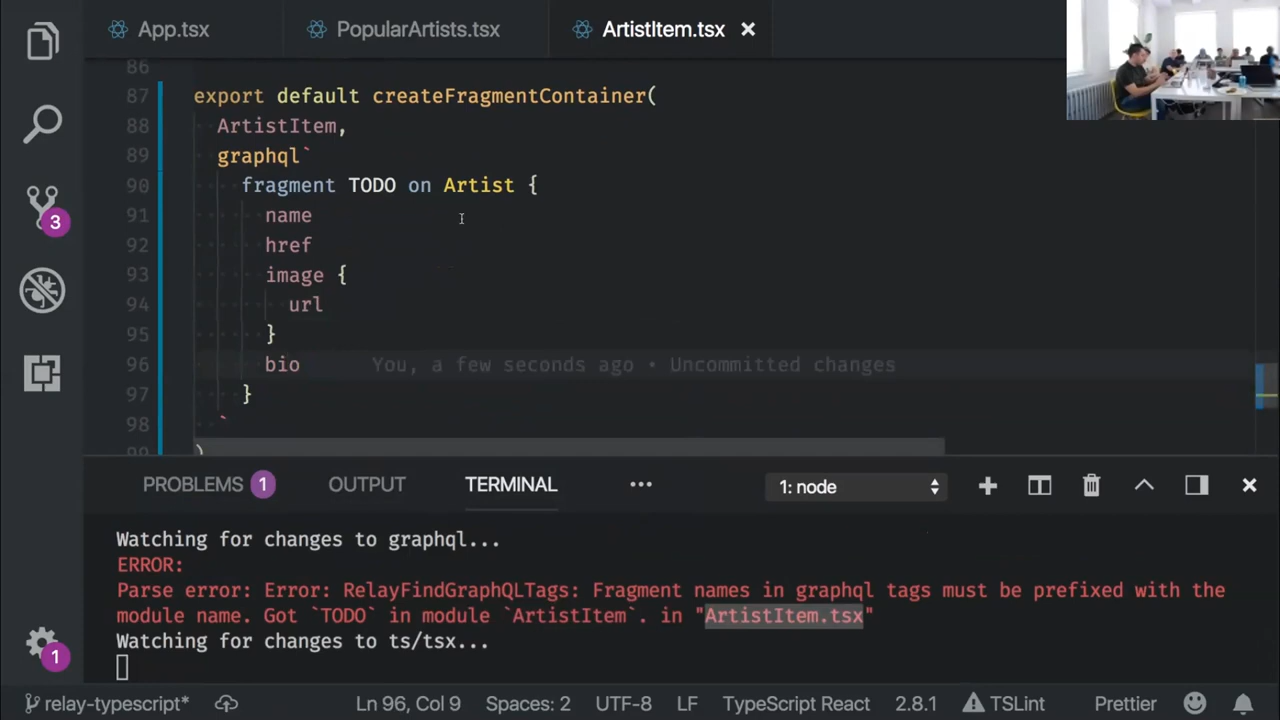 App.tsx
PopularArtists.tsx
ArtistItem.tsx
86
87 export default createFragmentContainer(
88 ArtistItem,
89 graphql`
90 fragment TODO on Artist {
91 name
92 href
93 image {
94 url
95 }
96 bio You, a few seconds ago • Uncommitted changes
97 }
98 `
99 )
3
PROBLEMS 1
OUTPUT
TERMINAL
1: node
Watching for changes to graphql...
ERROR:
Parse error: Error: RelayFindGraphQLTags: Fragment names in graphql tags must be prefixed with the
module name. Got `TODO` in module `ArtistItem`. in "ArtistItem.tsx"
Watching for changes to ts/tsx...
1
relay-typescript* Ln 96, Col 9 Spaces: 2 UTF-8 LF TypeScript React 2.8.1 TSLint Prettier